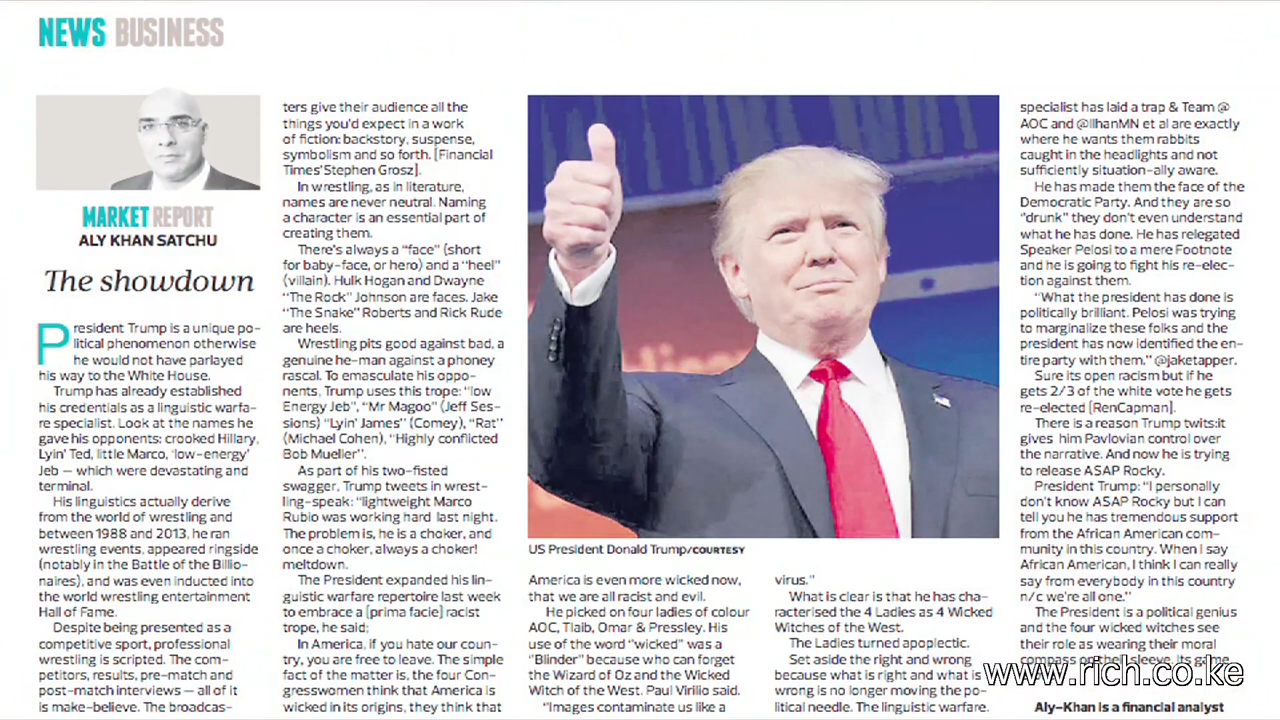 NEWS BUSINESS
MARKET REPORT
ALY KHAN SATCHU
The showdown
President Trump is a unique po-
litical phenomenon otherwise
he would not have parlayed
his way to the White House.
Trump has already established
his credentials as a linguistic warfa-
re specialist. Look at the names he
gave his opponents: crooked Hillary,
Lyin' Ted, little Marco, 'low-energy'
Jeb — which were devastating and
terminal.
His linguistics actually derive
from the world of wrestling and
between 1988 and 2013, he ran
wrestling events, appeared ringside
(notably in the Battle of the Billio-
naires), and was even inducted into
the world wrestling entertainment
Hall of Fame.
Despite being presented as a
competitive sport, professional
wrestling is scripted. The com-
petitors, results, pre-match and
post-match interviews — all of it
is make-believe. The broadcas-
ters give their audience all the
things you'd expect in a work
of fiction: backstory, suspense,
symbolism and so forth. [Financial
Times'Stephen Grosz].
In wrestling, as in literature,
names are never neutral. Naming
a character is an essential part of
creating them.
There's always a "face" (short
for baby-face, or hero) and a "heel"
(villain). Hulk Hogan and Dwayne
"The Rock" Johnson are faces. Jake
"The Snake" Roberts and Rick Rude
are heels.
Wrestling pits good against bad, a
genuine he-man against a phoney
rascal. To emasculate his oppo-
nents, Trump uses this trope: "low
Energy Jeb", "Mr Magoo" (Jeff Ses-
sions) "Lyin' James" (Comey), "Rat"
(Michael Cohen), "Highly conflicted
Bob Mueller".
As part of his two-fisted
swagger, Trump tweets in wrest-
ling-speak: "lightweight Marco
Rubio was working hard last night.
The problem is, he is a choker, and
once a choker, always a choker!
meltdown.
The President expanded his lin-
guistic warfare repertoire last week
to embrace a [prima facie] racist
trope, he said;
In America, if you hate our coun-
try, you are free to leave. The simple
fact of the matter is, the four Con-
gresswomen think that America is
wicked in its origins, they think that
US President Donald Trump/COURTESY
America is even more wicked now,
that we are all racist and evil.
He picked on four ladies of colour
AOC, Tlaib, Omar & Pressley. His
use of the word "wicked" was a
"Blinder" because who can forget
the Wizard of Oz and the Wicked
Witch of the West. Paul Virilio said.
"Images contaminate us like a
virus."
What is clear is that he has cha-
racterised the 4 Ladies as 4 Wicked
Witches of the West.
The Ladies turned apoplectic.
Set aside the right and wrong
because what is right and what is
wrong is no longer moving the po-
litical needle. The linguistic warfare.
specialist has laid a trap & Team @
AOC and @IlhanMN et al are exactly
where he wants them rabbits
caught in the headlights and not
sufficiently situation-ally aware.
He has made them the face of the
Democratic Party. And they are so
"drunk" they don't even understand
what he has done. He has relegated
Speaker Pelosi to a mere Footnote
and he is going to fight his re-elec-
tion against them.
"What the president has done is
politically brilliant. Pelosi was trying
to marginalize these folks and the
president has now identified the en-
tire party with them." @jaketapper.
Sure its open racism but if he
gets 2/3 of the white vote he gets
re-elected [RenCapman].
There is a reason Trump twits:it
gives him Pavlovian control over
the narrative. And now he is trying
to release ASAP Rocky.
President Trump: "I personally
don't know ASAP Rocky but I can
tell you he has tremendous support
from the African American com-
munity in this country. When I say
African American, I think I can really
say from everybody in this country
n/c we're all one."
The President is a political genius
and the four wicked witches see
their role as wearing their moral
compass on their sleeve. Its game
www.rich.co.ke
Aly-Khan is a financial analyst